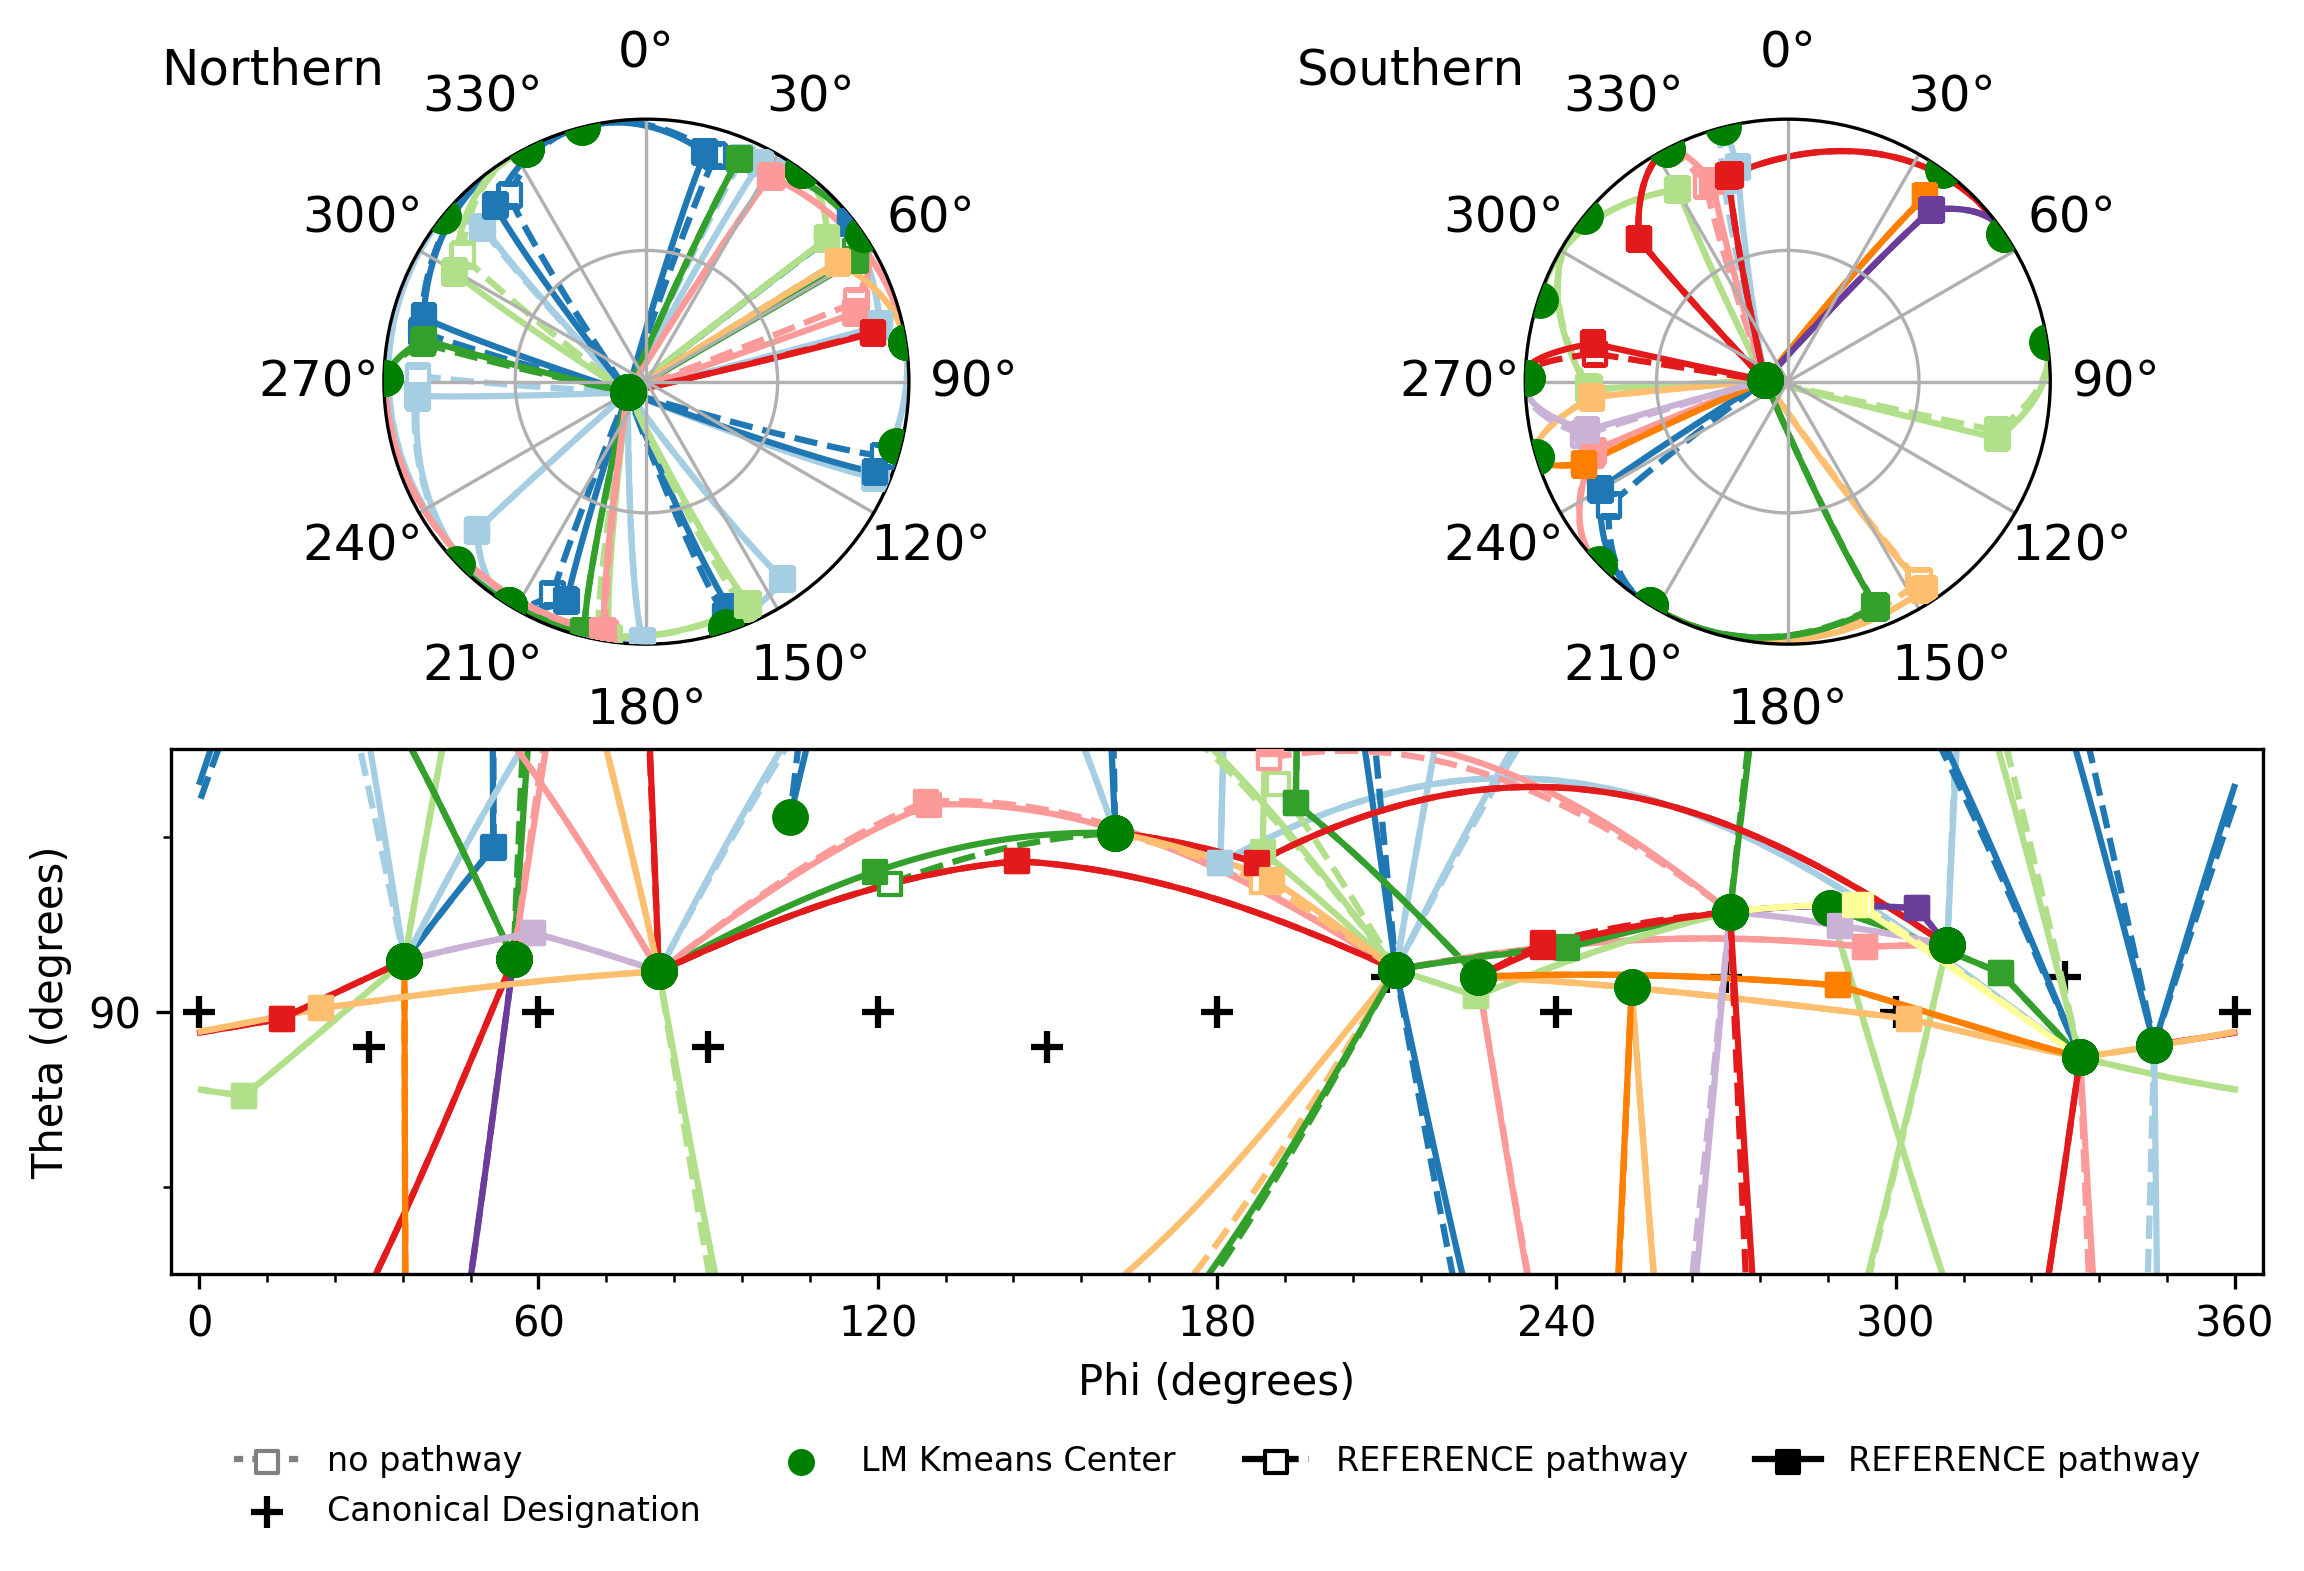 Northern
0°
30°
60°
90°
120°
150°
180°
210°
240°
270°
300°
330°
Southern
0°
30°
60°
90°
120°
150°
180°
210°
240°
270°
300°
330°
Theta (degrees)
90
0 60 120 180 240 300 360
Phi (degrees)
no pathway
Canonical Designation
LM Kmeans Center
REFERENCE pathway
REFERENCE pathway